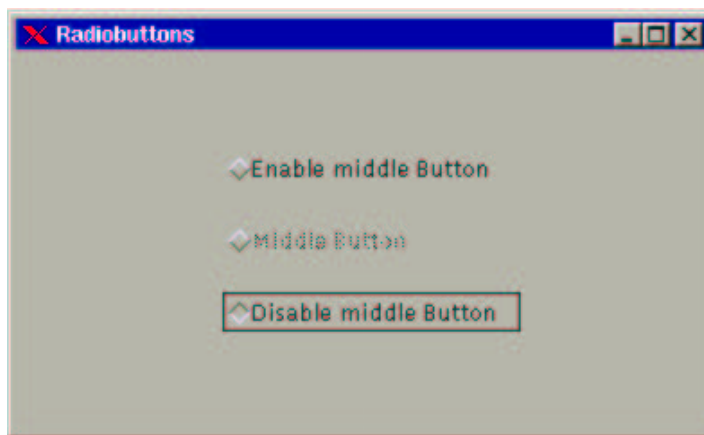 Radiobuttons
Enable middle Button
Middle Button
Disable middle Button